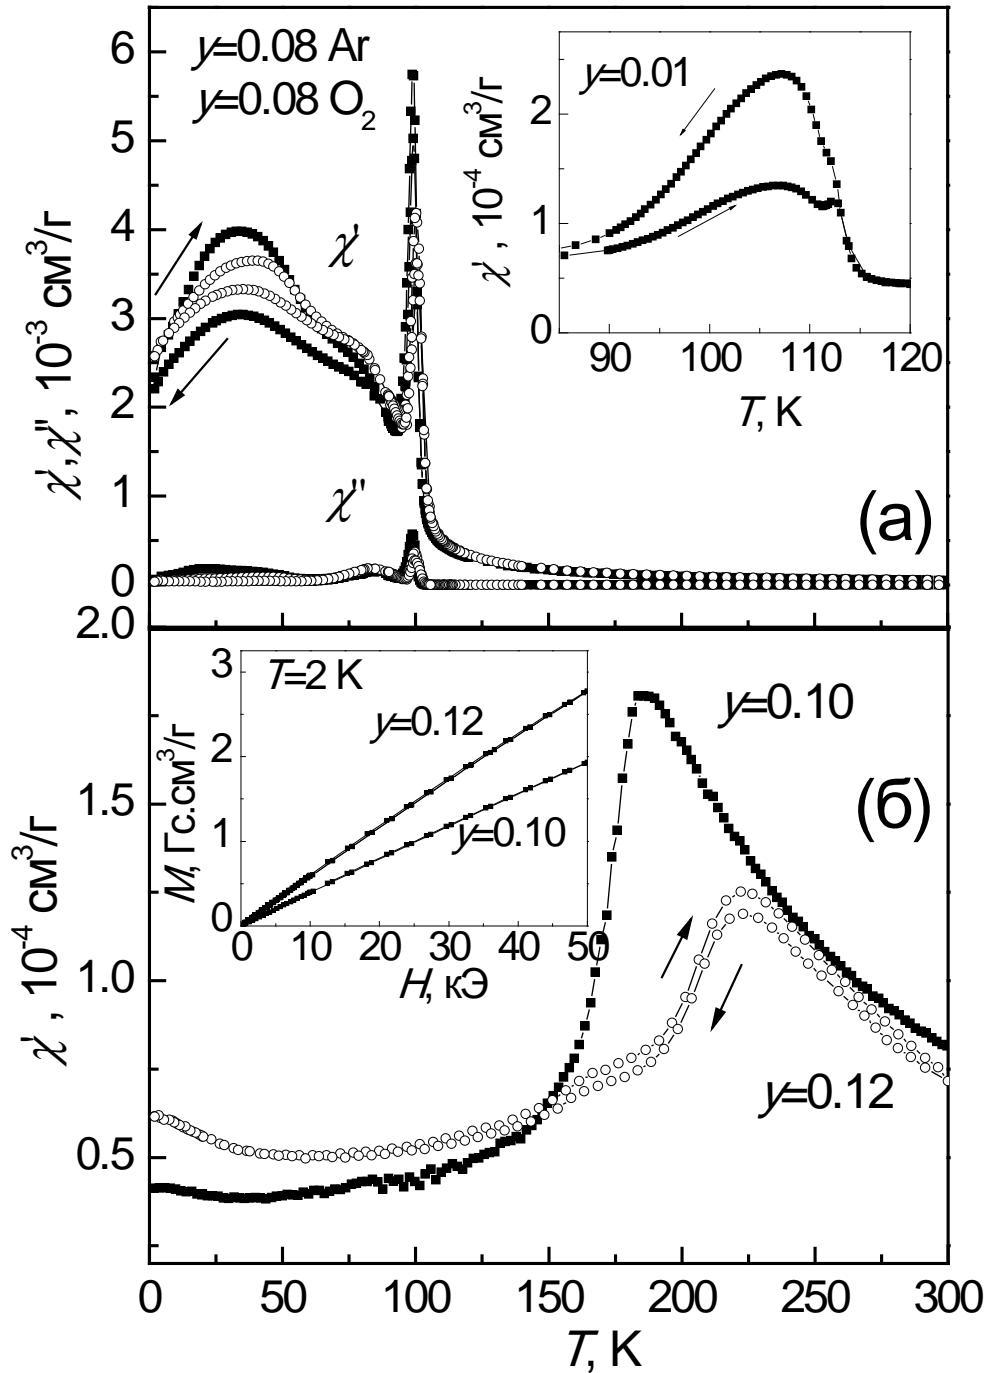 y=0.08 Ar
y=0.08 O₂
χ'
χ''
(а)
χ',χ'', 10⁻³ см³/г
6
5
4
3
2
1
0
y=0.01
χ', 10⁻⁴ см³/г
2
1
0
90 100 110 120
T, K
2.0
1.5
1.0
0.5
χ', 10⁻⁴ см³/г
T=2 K
y=0.12
y=0.10
M, Гс.см³/г
3
2
1
0
0 10 20 30 40 50
H, кЭ
y=0.10
(б)
y=0.12
0 50 100 150 200 250 300
T, K